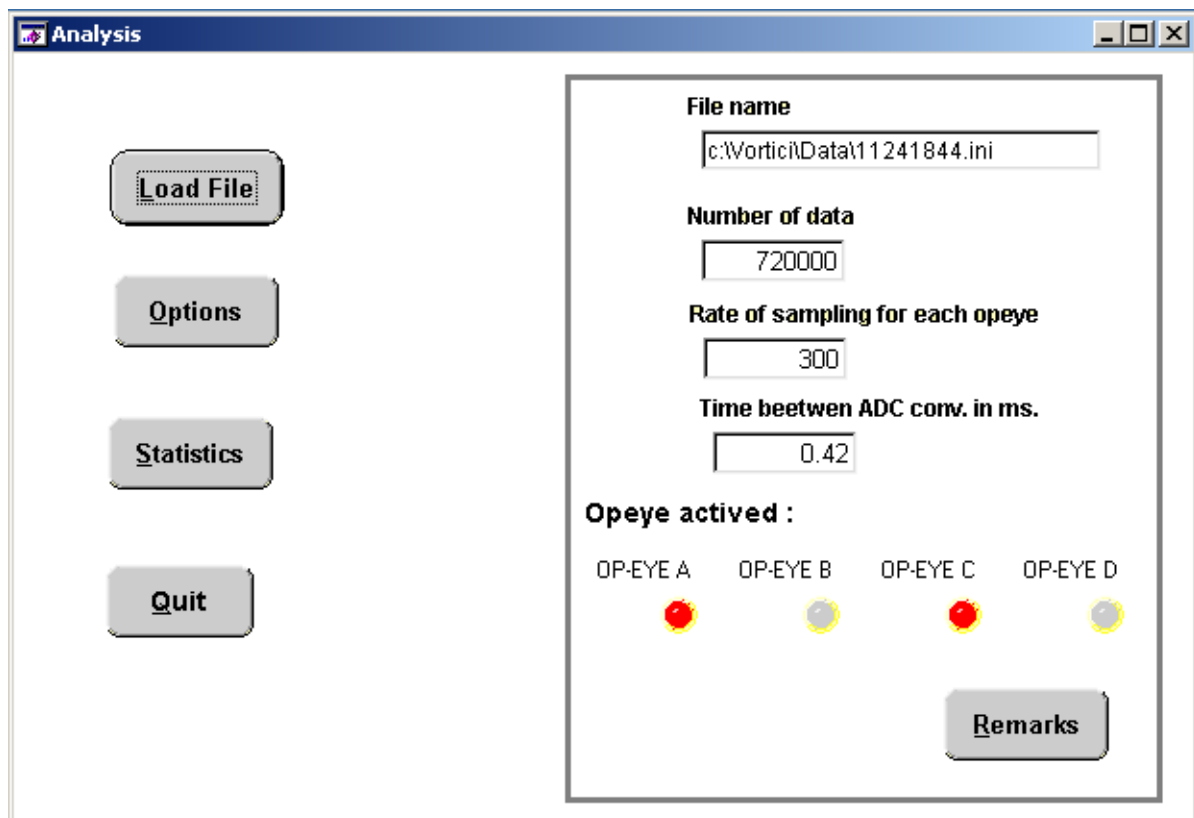 Analysis
Load File
Options
Statistics
Quit
File name
c:\Vortici\Data\11241844.ini
Number of data
720000
Rate of sampling for each opeye
300
Time beetwen ADC conv. in ms.
0.42
Opeye actived :
OP-EYE A OP-EYE B OP-EYE C OP-EYE D
Remarks